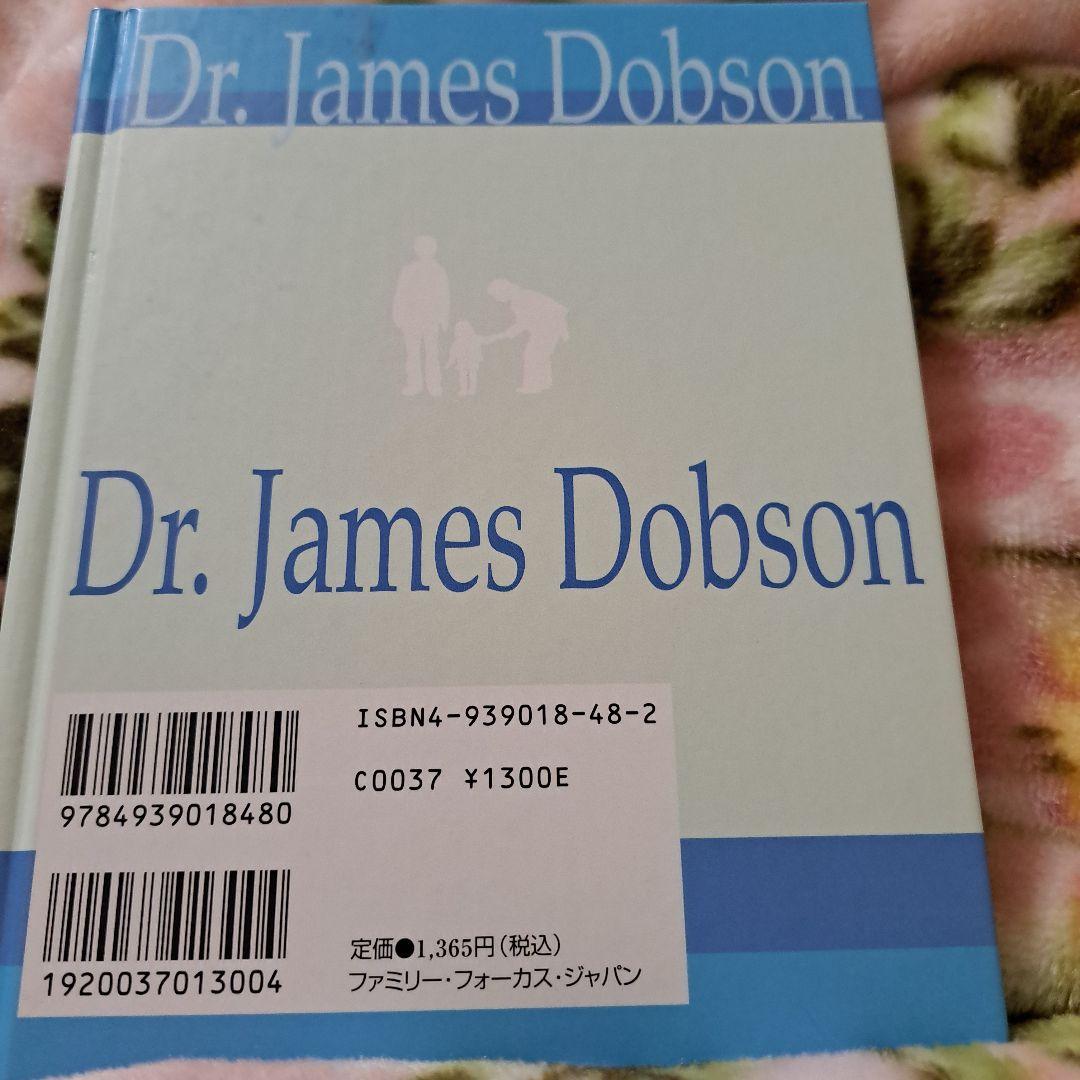 Dr. James Dobson
Dr. James Dobson
ISBN4-939018-48-2
C0037 ¥1300E
9784939018480
1920037013004
定価●1,365円(税込)
ファミリー・フォーカス・ジャパン